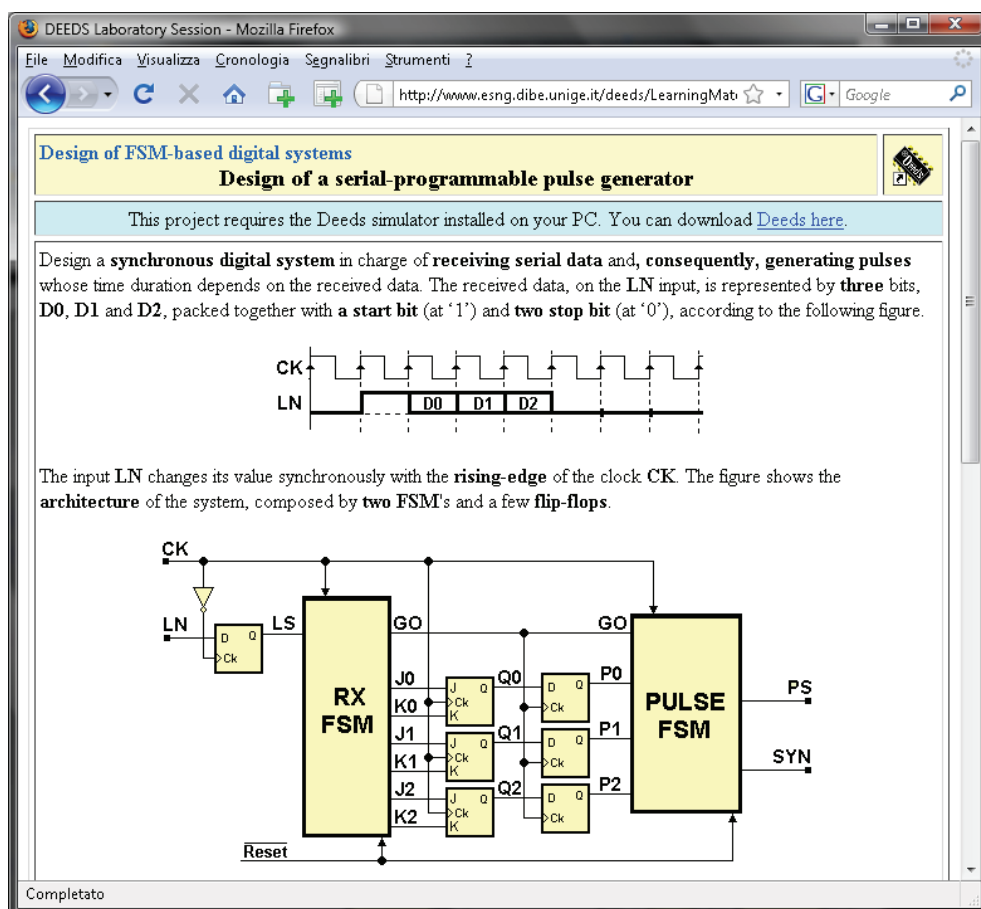 DEEDS Laboratory Session - Mozilla Firefox
File Modifica Visualizza Cronologia Segnalibri Strumenti ?
http://www.esng.dibe.unige.it/deeds/LearningMat
G Google
Design of FSM-based digital systems
Design of a serial-programmable pulse generator
Deeds
This project requires the Deeds simulator installed on your PC. You can download Deeds here.
Design a synchronous digital system in charge of receiving serial data and, consequently, generating pulses
whose time duration depends on the received data. The received data, on the LN input, is represented by three bits,
D0, D1 and D2, packed together with a start bit (at ‘1’) and two stop bit (at ‘0’), according to the following figure.
CK
LN D0 D1 D2
The input LN changes its value synchronously with the rising-edge of the clock CK. The figure shows the
architecture of the system, composed by two FSM's and a few flip-flops.
CK
LN D Q Ck LS GO GO
RX
FSM
J0 J Q Q0 D Q P0
K0 Ck K Ck
J1 J Q Q1 D Q P1
K1 Ck K Ck
J2 J Q Q2 D Q P2
K2 Ck K Ck
PULSE
FSM
PS
SYN
Reset
Completato